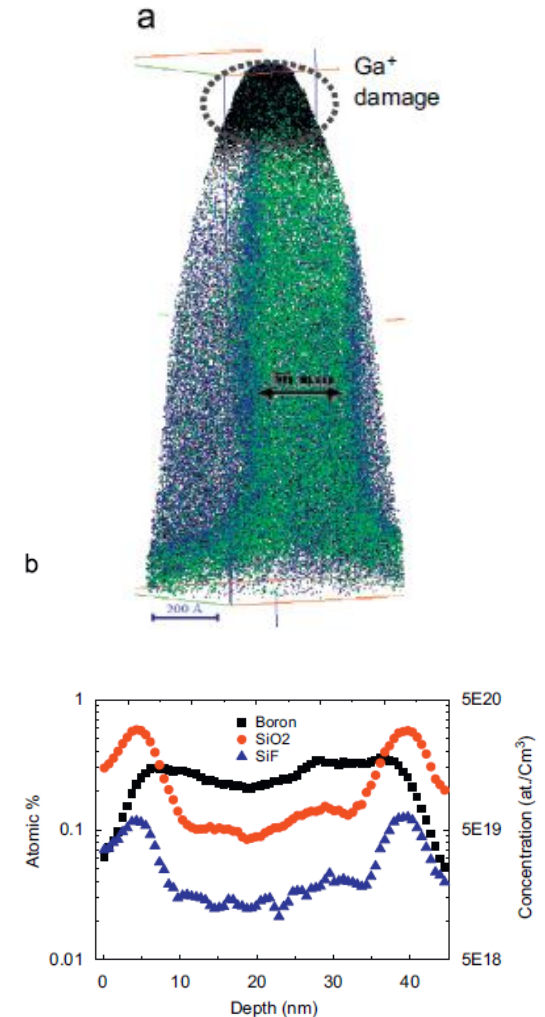 a
Ga⁺
damage
200 Å
b
1
0.1
0.01
Atomic %
Boron
SiO2
SiF
5E20
5E19
5E18
Concentration (at./Cm³)
0
10
20
30
40
Depth (nm)